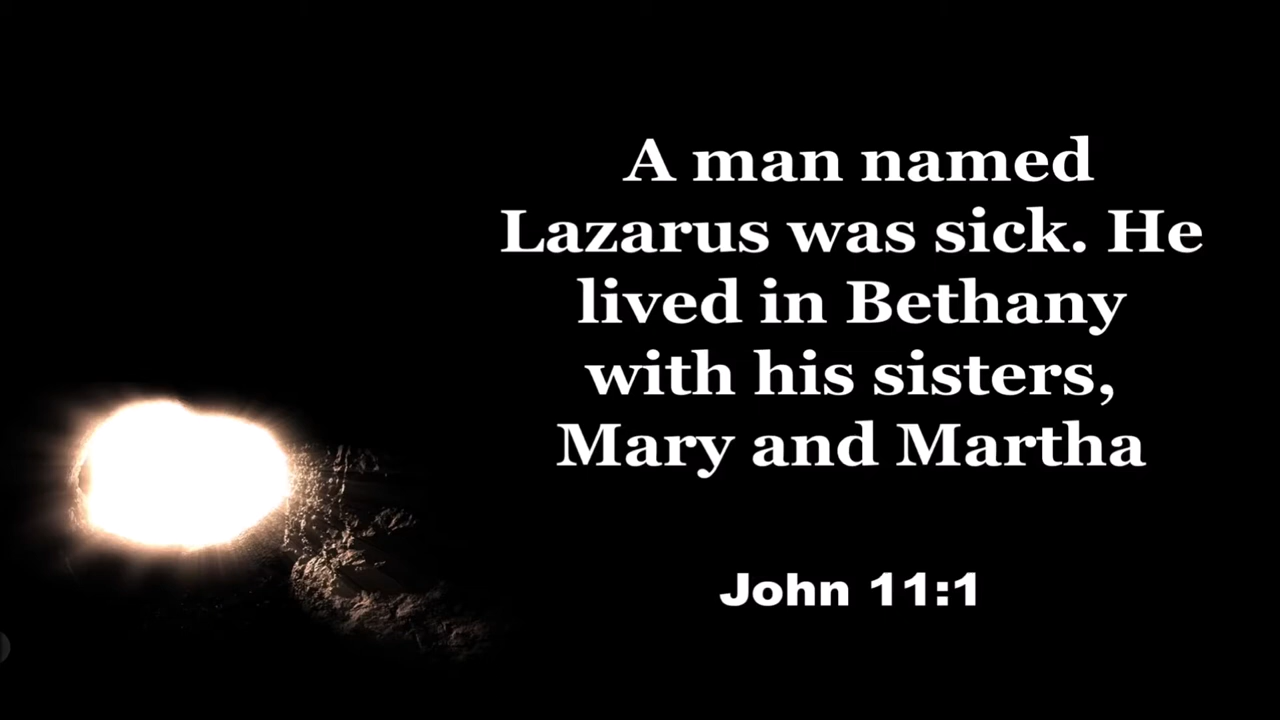 A man named
Lazarus was sick. He
lived in Bethany
with his sisters,
Mary and Martha
John 11:1